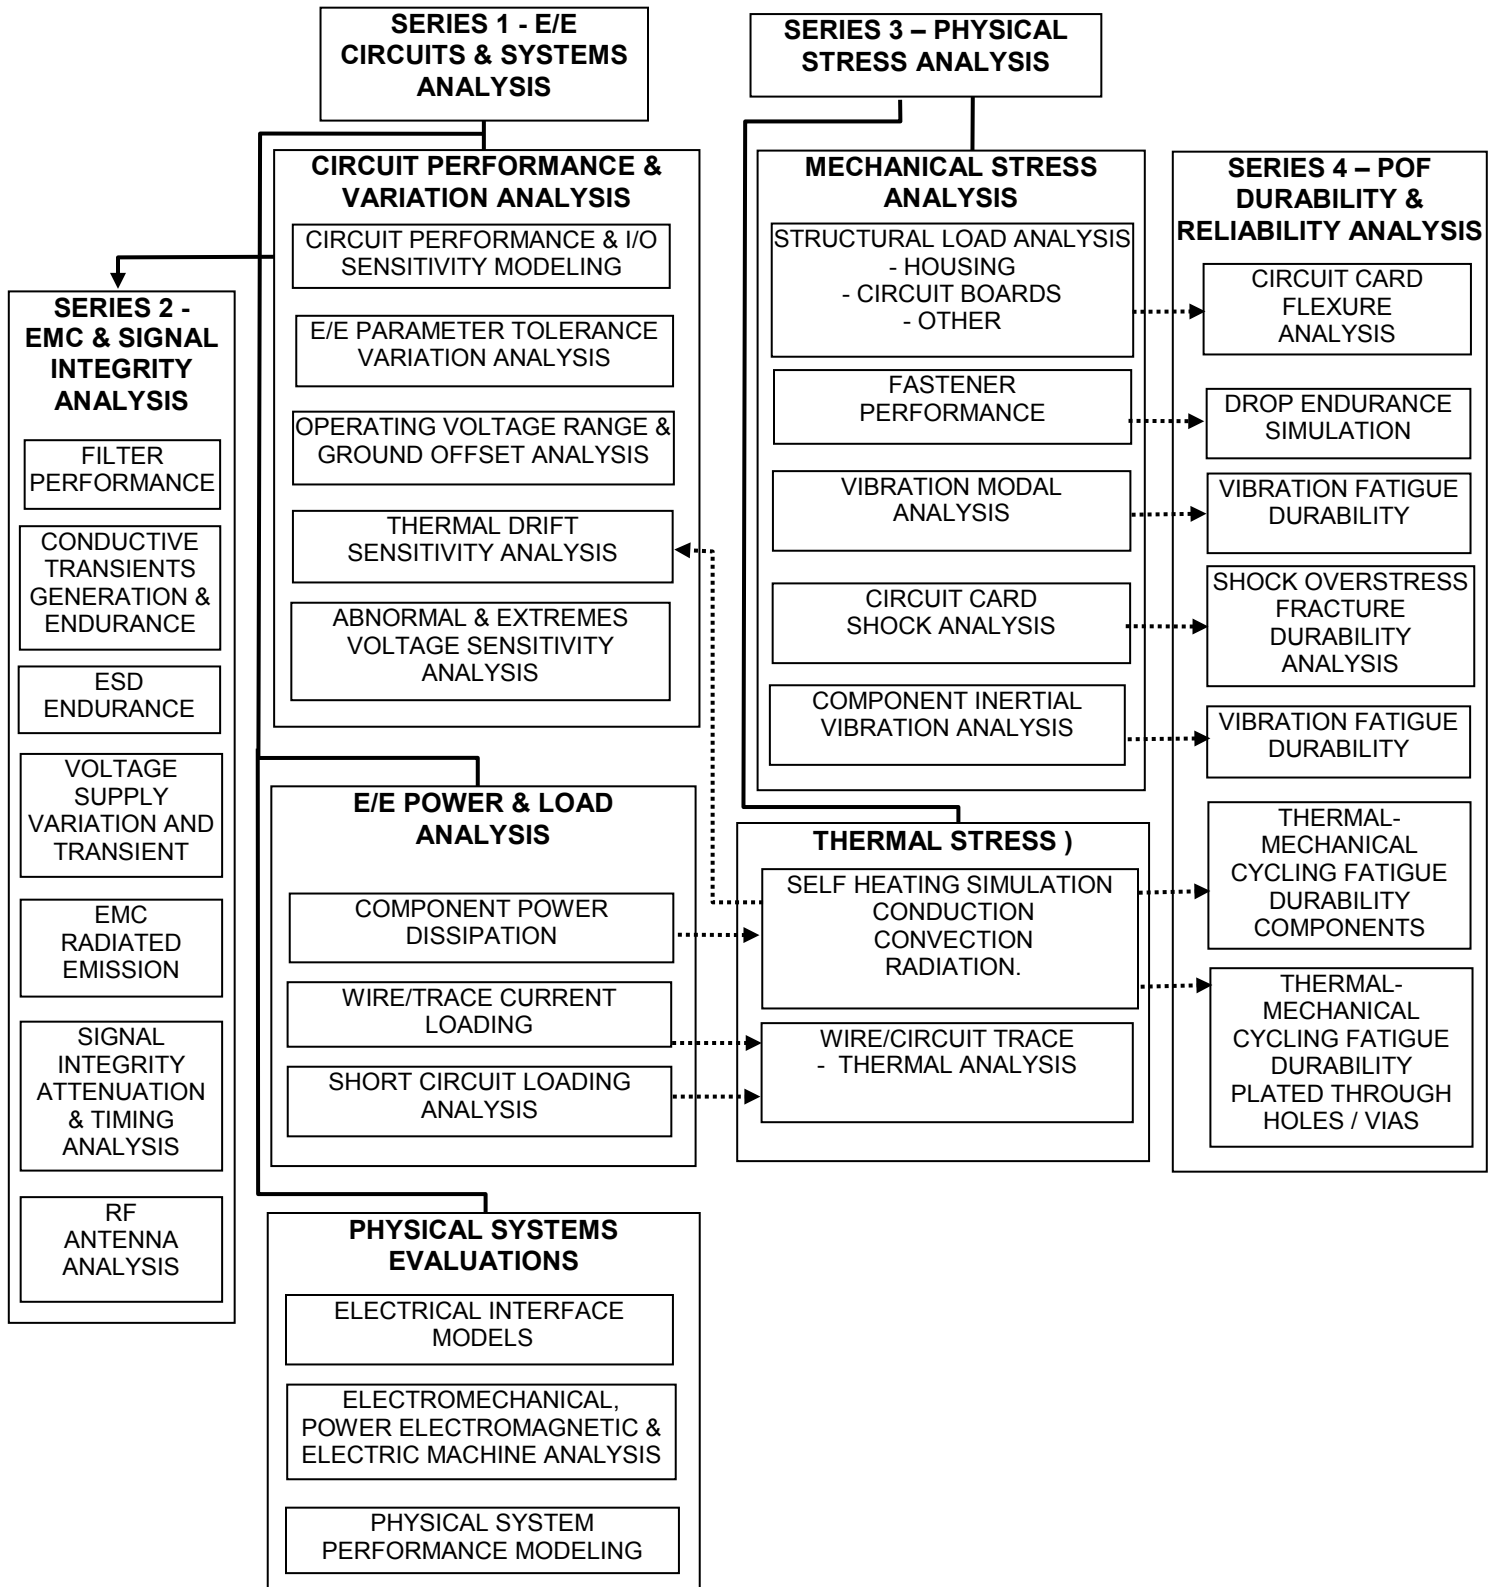 SERIES 1 - E/E
CIRCUITS & SYSTEMS
ANALYSIS
SERIES 3 – PHYSICAL
STRESS ANALYSIS
CIRCUIT PERFORMANCE &
VARIATION ANALYSIS
CIRCUIT PERFORMANCE & I/O
SENSITIVITY MODELING
E/E PARAMETER TOLERANCE
VARIATION ANALYSIS
OPERATING VOLTAGE RANGE &
GROUND OFFSET ANALYSIS
THERMAL DRIFT
SENSITIVITY ANALYSIS
ABNORMAL & EXTREMES
VOLTAGE SENSITIVITY
ANALYSIS
MECHANICAL STRESS
ANALYSIS
STRUCTURAL LOAD ANALYSIS
- HOUSING
- CIRCUIT BOARDS
- OTHER
FASTENER
PERFORMANCE
VIBRATION MODAL
ANALYSIS
CIRCUIT CARD
SHOCK ANALYSIS
COMPONENT INERTIAL
VIBRATION ANALYSIS
SERIES 4 – POF
DURABILITY &
RELIABILITY ANALYSIS
CIRCUIT CARD
FLEXURE
ANALYSIS
DROP ENDURANCE
SIMULATION
VIBRATION FATIGUE
DURABILITY
SHOCK OVERSTRESS
FRACTURE
DURABILITY
ANALYSIS
VIBRATION FATIGUE
DURABILITY
THERMAL-
MECHANICAL
CYCLING FATIGUE
DURABILITY
COMPONENTS
THERMAL-
MECHANICAL
CYCLING FATIGUE
DURABILITY
PLATED THROUGH
HOLES / VIAS
SERIES 2 -
EMC & SIGNAL
INTEGRITY
ANALYSIS
FILTER
PERFORMANCE
CONDUCTIVE
TRANSIENTS
GENERATION &
ENDURANCE
ESD
ENDURANCE
VOLTAGE
SUPPLY
VARIATION AND
TRANSIENT
EMC
RADIATED
EMISSION
SIGNAL
INTEGRITY
ATTENUATION
& TIMING
ANALYSIS
RF
ANTENNA
ANALYSIS
E/E POWER & LOAD
ANALYSIS
COMPONENT POWER
DISSIPATION
WIRE/TRACE CURRENT
LOADING
SHORT CIRCUIT LOADING
ANALYSIS
THERMAL STRESS )
SELF HEATING SIMULATION
CONDUCTION
CONVECTION
RADIATION.
WIRE/CIRCUIT TRACE
- THERMAL ANALYSIS
PHYSICAL SYSTEMS
EVALUATIONS
ELECTRICAL INTERFACE
MODELS
ELECTROMECHANICAL,
POWER ELECTROMAGNETIC &
ELECTRIC MACHINE ANALYSIS
PHYSICAL SYSTEM
PERFORMANCE MODELING